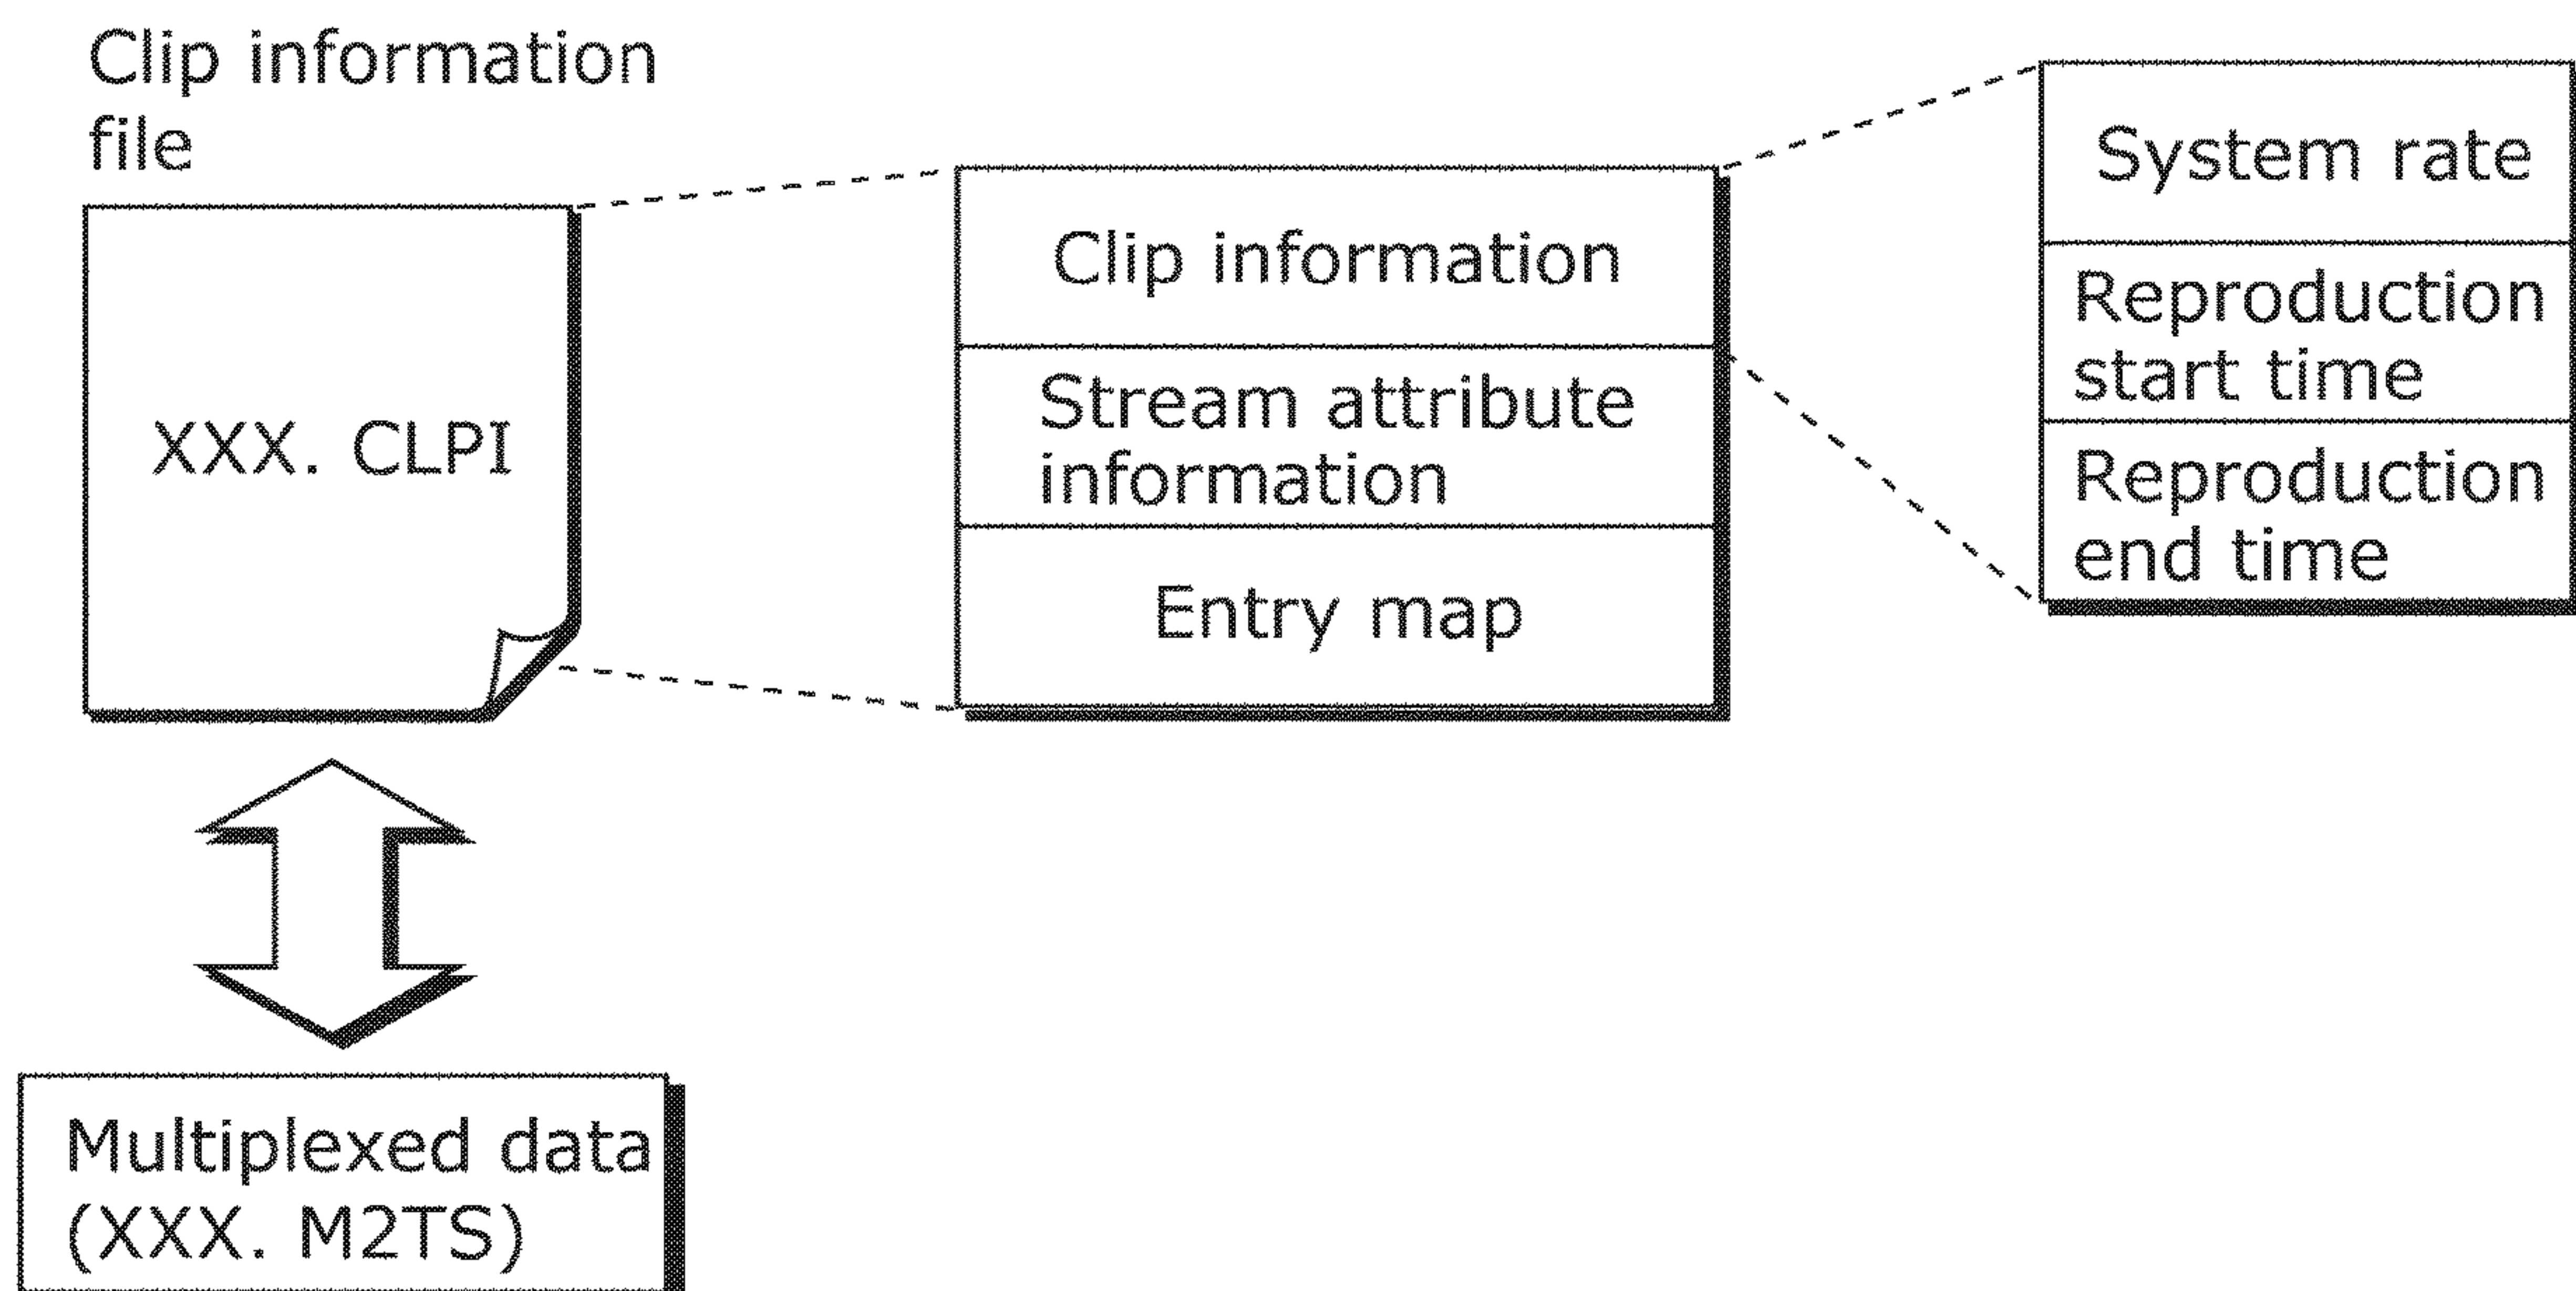 Clip information
file
XXX. CLPI
Clip information
Stream attribute
information
Entry map
System rate
Reproduction
start time
Reproduction
end time
Multiplexed data
(XXX. M2TS)